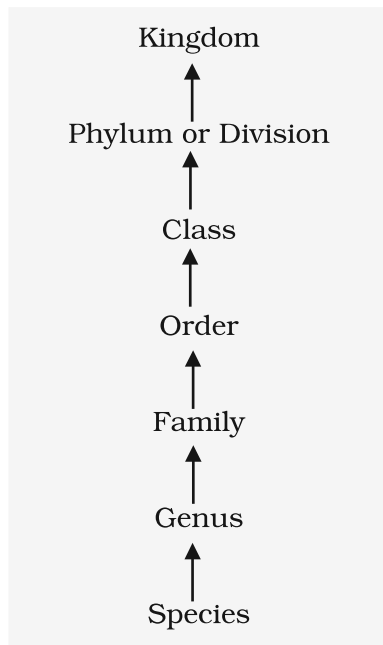 Kingdom
Phylum or Division
Class
Order
Family
Genus
Species